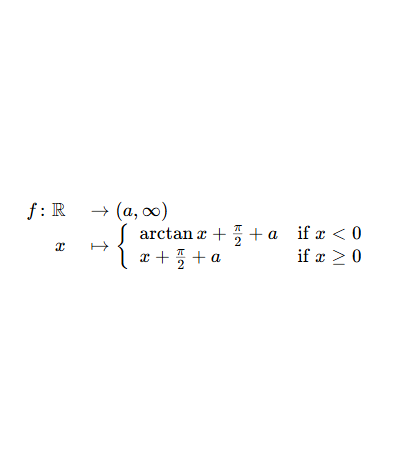 f: ℝ → (a, ∞)
x ↦ { arctan x + π/2 + a if x < 0
x + π/2 + a if x ≥ 0